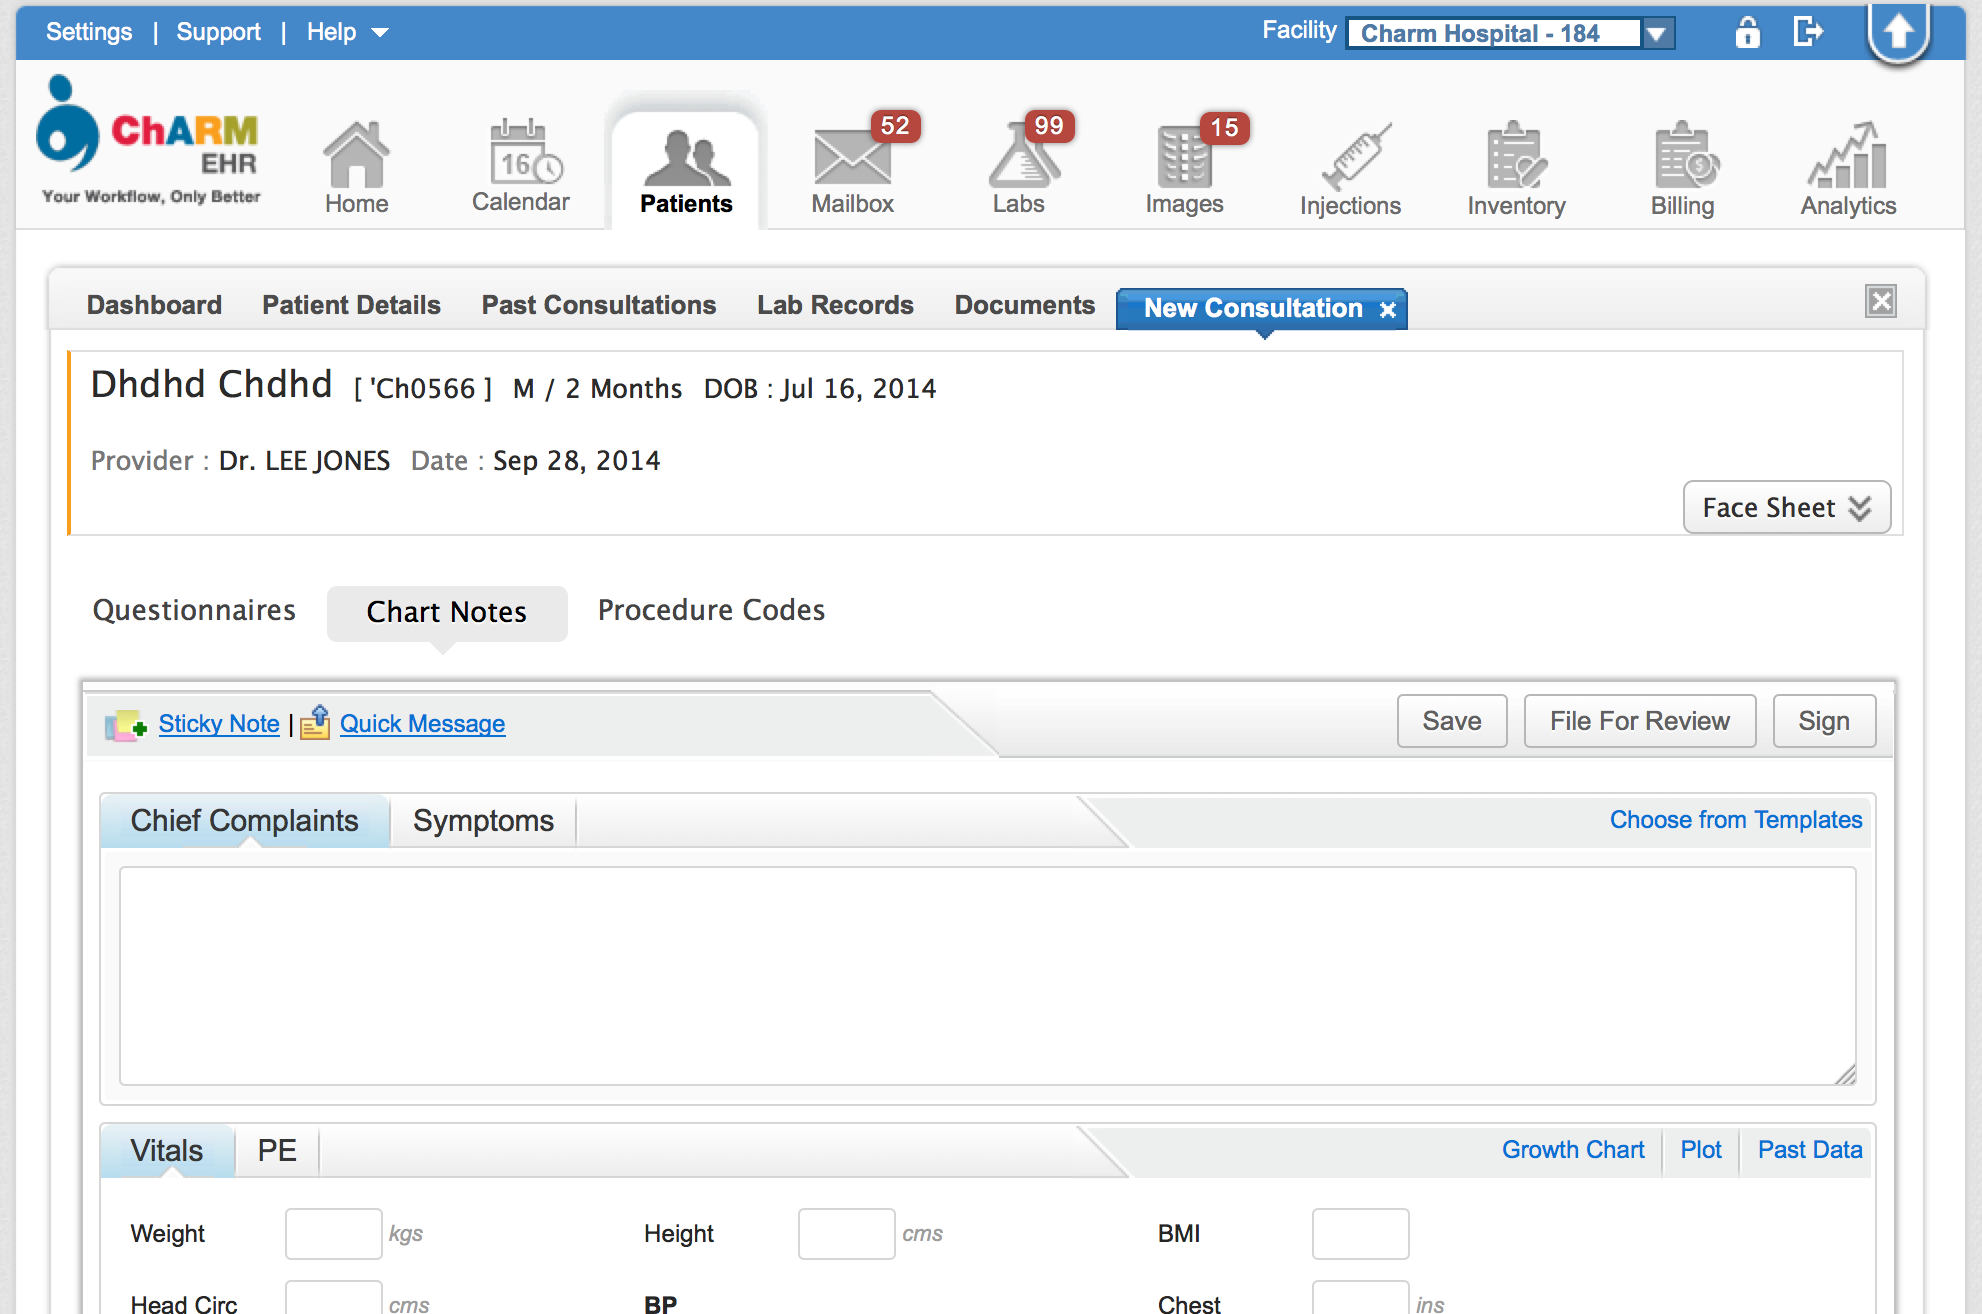 Settings | Support | Help
Facility Charm Hospital - 184
ChARM
EHR
Your Workflow, Only Better
16
52
99
15
Home
Calendar
Patients
Mailbox
Labs
Images
Injections
Inventory
Billing
Analytics
Dashboard
Patient Details
Past Consultations
Lab Records
Documents
New Consultation
Dhdhd Chdhd [ 'Ch0566 ] M / 2 Months DOB : Jul 16, 2014
Provider : Dr. LEE JONES Date : Sep 28, 2014
Face Sheet
Questionnaires
Chart Notes
Procedure Codes
Sticky Note | Quick Message
Save
File For Review
Sign
Chief Complaints
Symptoms
Choose from Templates
Vitals
PE
Growth Chart
Plot
Past Data
Weight kgs
Height cms
BMI
Head Circ cms
BP
Chest ins